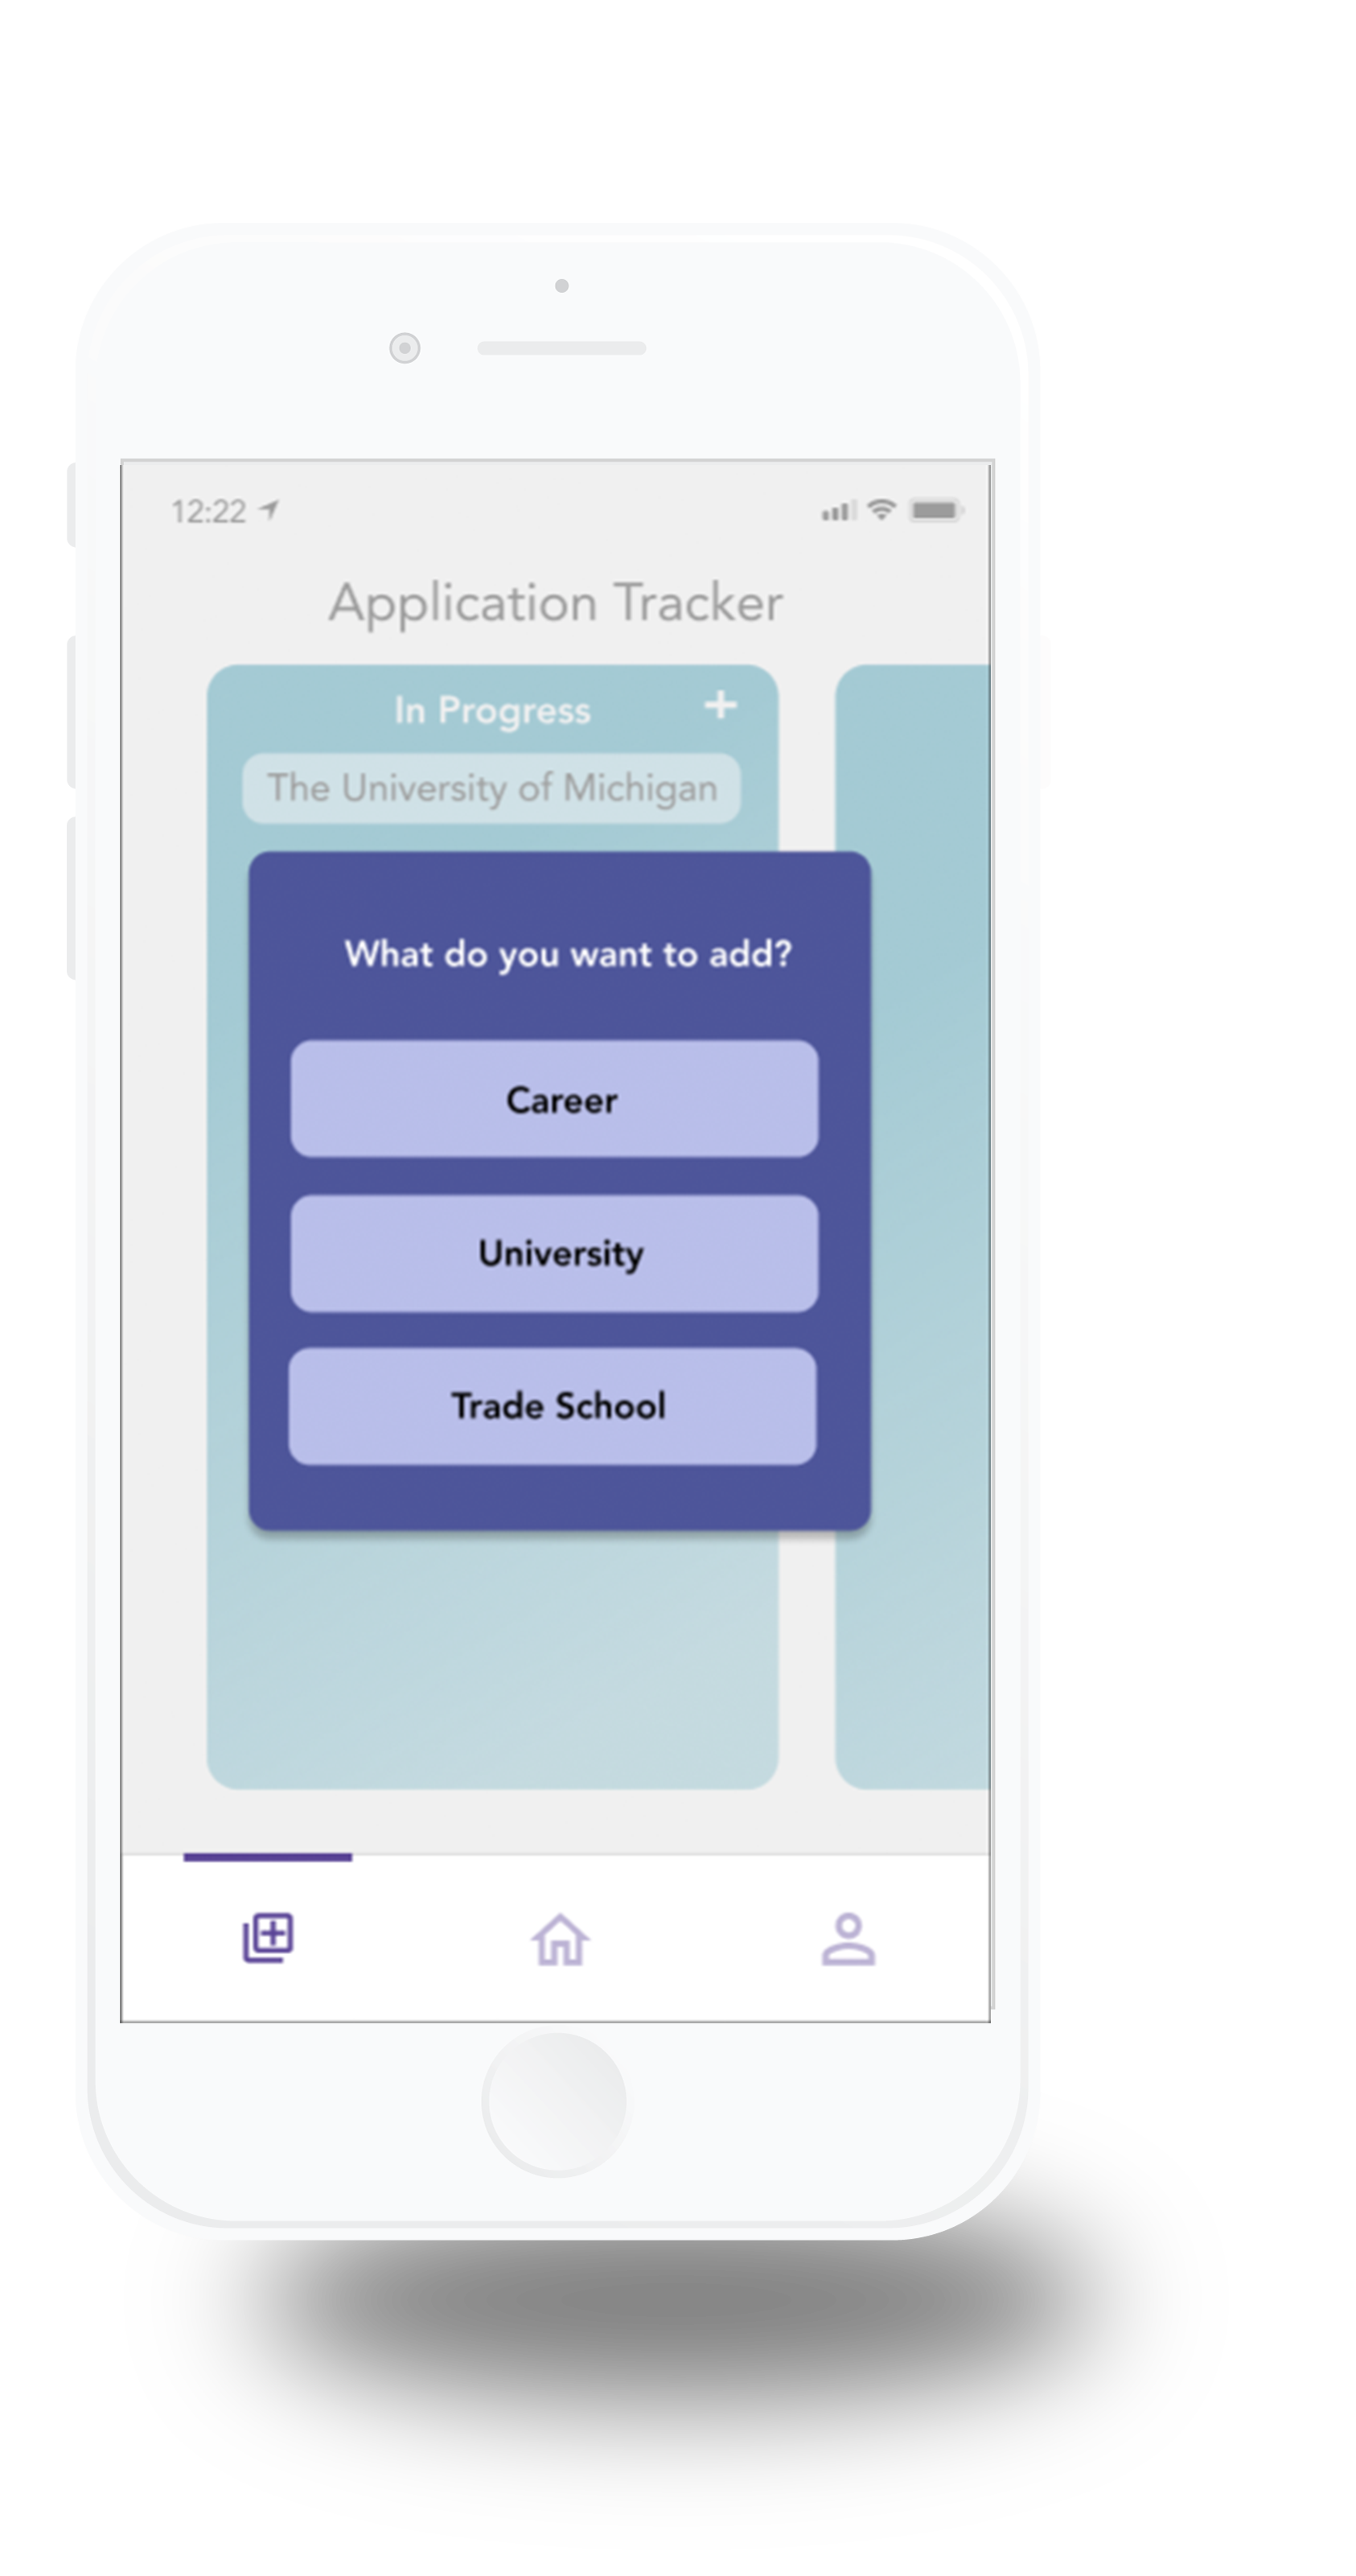 12:22
Application Tracker
In Progress +
The University of Michigan
What do you want to add?
Career
University
Trade School